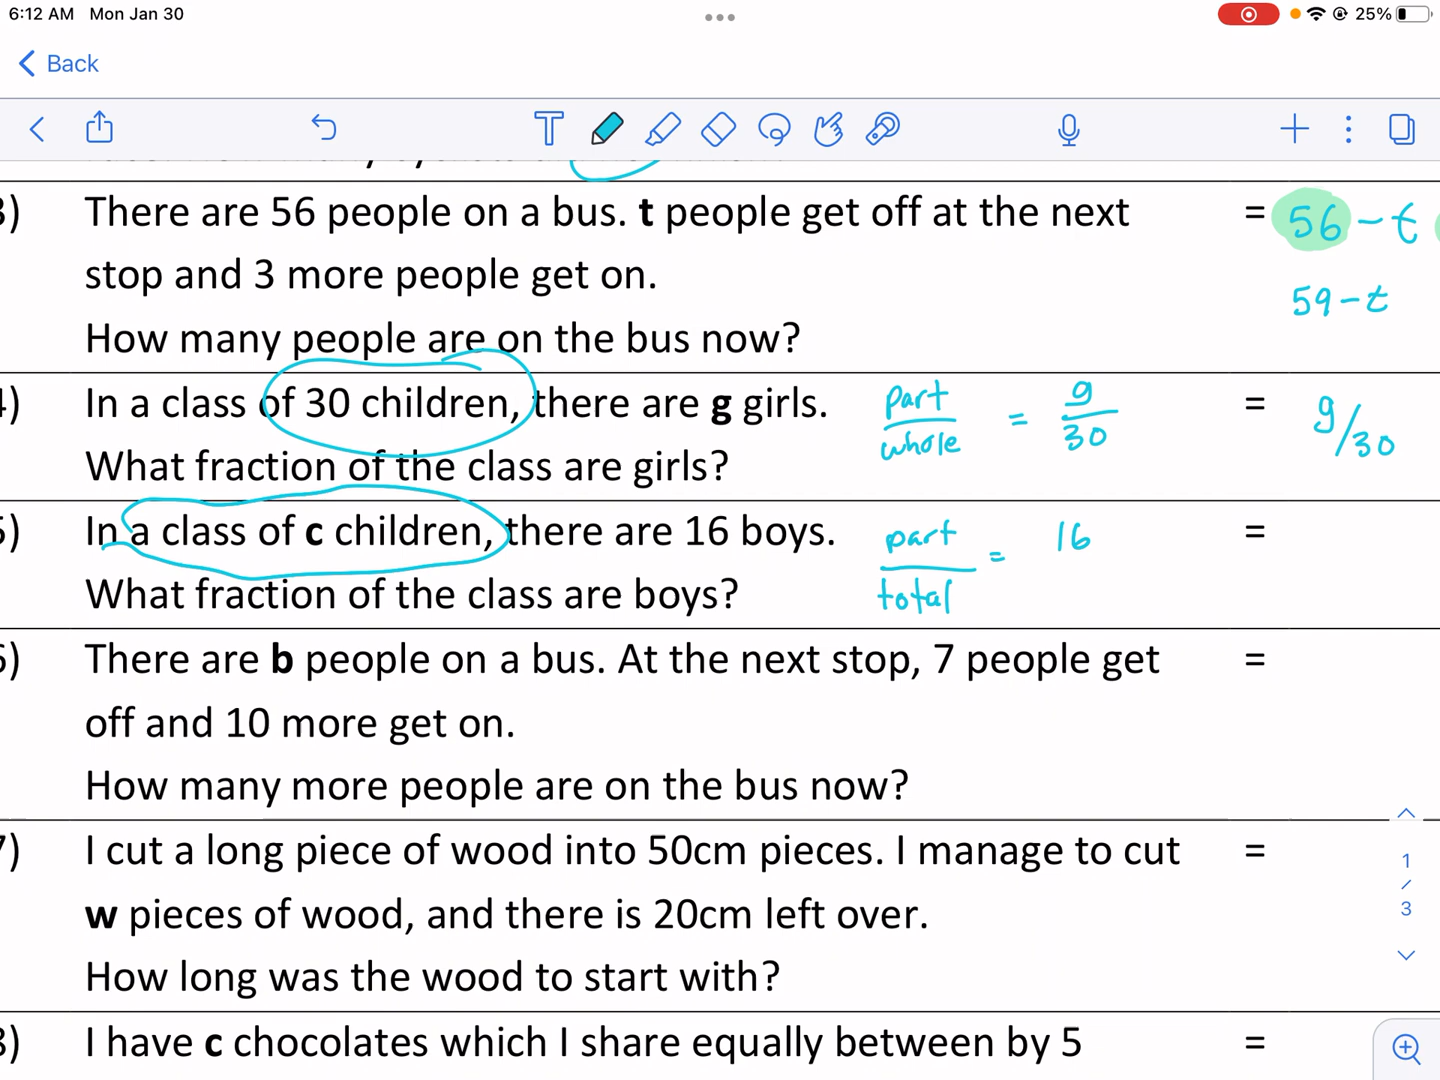 6:12 AM Mon Jan 30
25%
Back
3) There are 56 people on a bus. t people get off at the next = 56 - t
stop and 3 more people get on. 59 - t
How many people are on the bus now?
4) In a class of 30 children, there are g girls. part/whole = g/30 = g/30
What fraction of the class are girls?
5) In a class of c children, there are 16 boys. part/total = 16 =
What fraction of the class are boys?
6) There are b people on a bus. At the next stop, 7 people get =
off and 10 more get on.
How many more people are on the bus now?
7) I cut a long piece of wood into 50cm pieces. I manage to cut =
w pieces of wood, and there is 20cm left over.
How long was the wood to start with?
8) I have c chocolates which I share equally between by 5 =
1 / 3